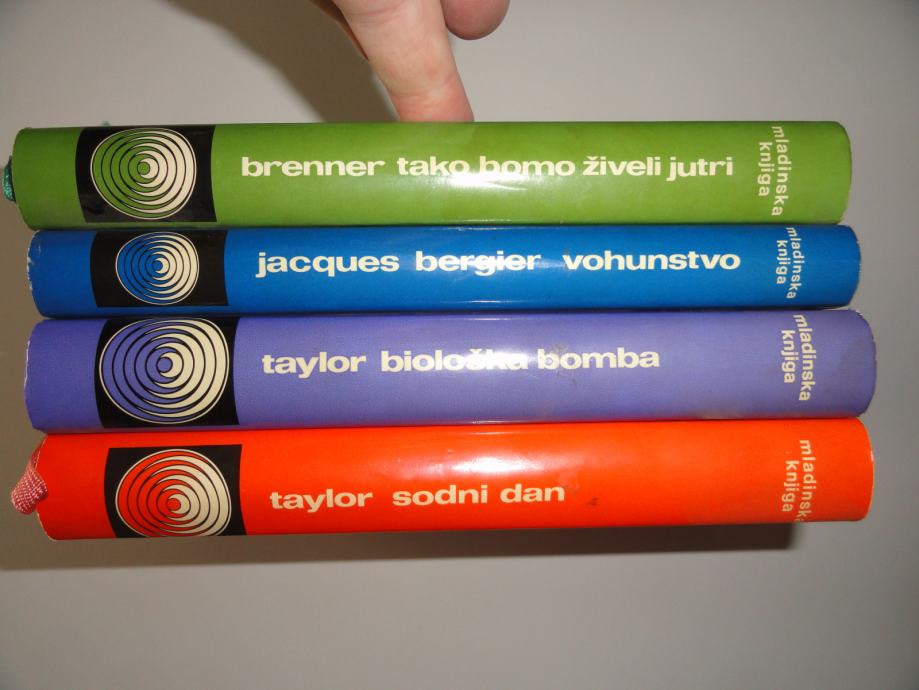 brenner tako bomo živeli jutri
mladinska
knjiga
jacques bergier vohunstvo
mladinska
knjiga
taylor biološka bomba
mladinska
knjiga
taylor sodni dan
mladinska
knjiga